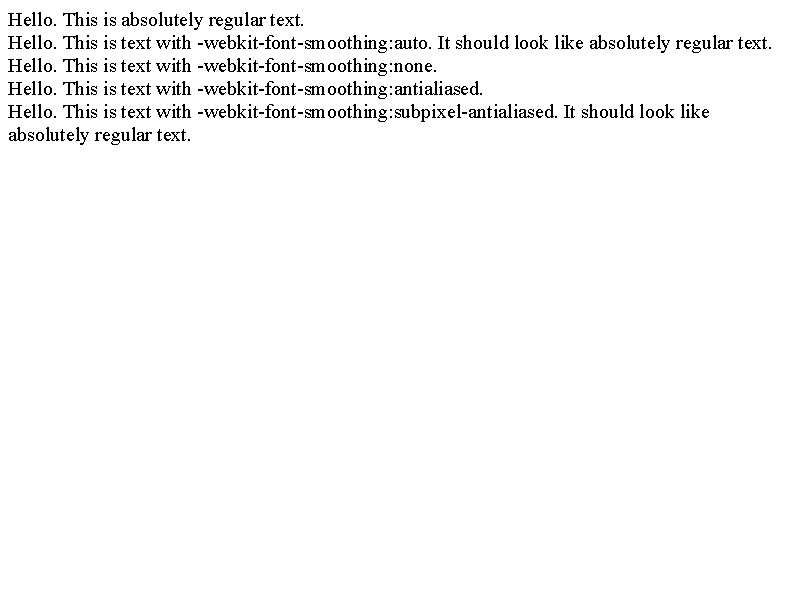 Hello. This is absolutely regular text.
Hello. This is text with -webkit-font-smoothing:auto. It should look like absolutely regular text.
Hello. This is text with -webkit-font-smoothing:none.
Hello. This is text with -webkit-font-smoothing:antialiased.
Hello. This is text with -webkit-font-smoothing:subpixel-antialiased. It should look like
absolutely regular text.